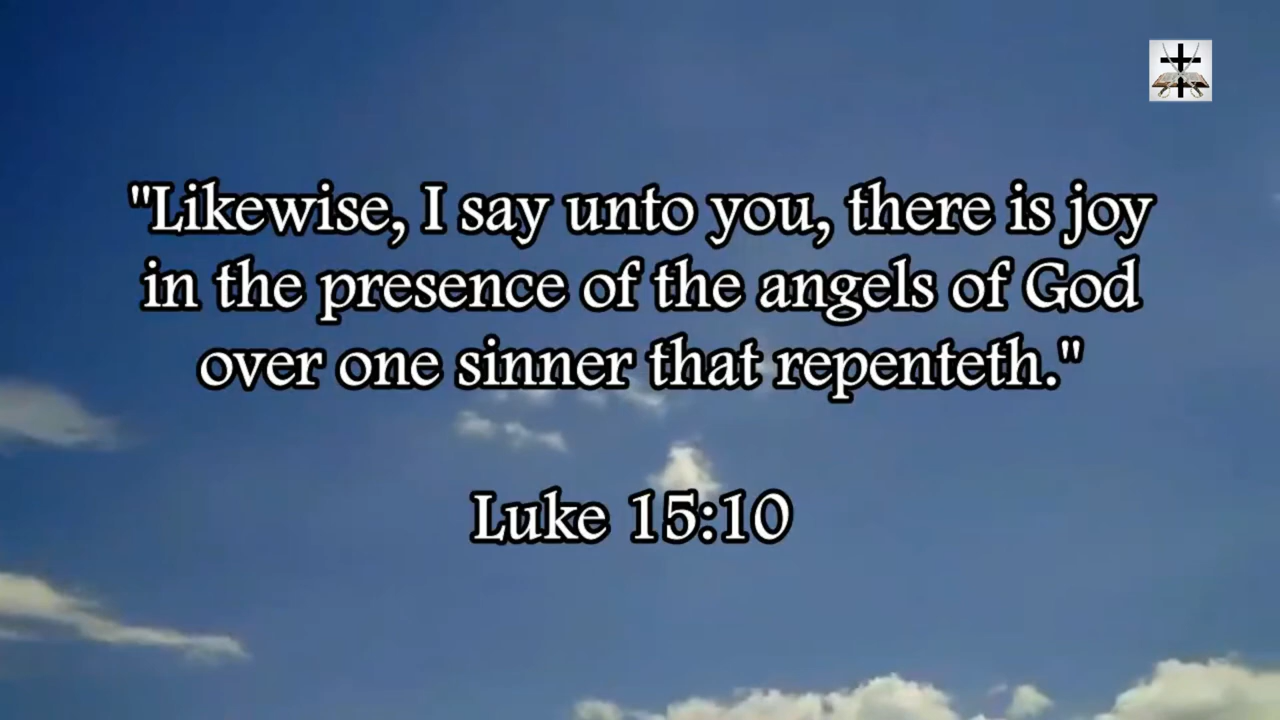 "Likewise, I say unto you, there is joy
in the presence of the angels of God
over one sinner that repenteth."
Luke 15:10